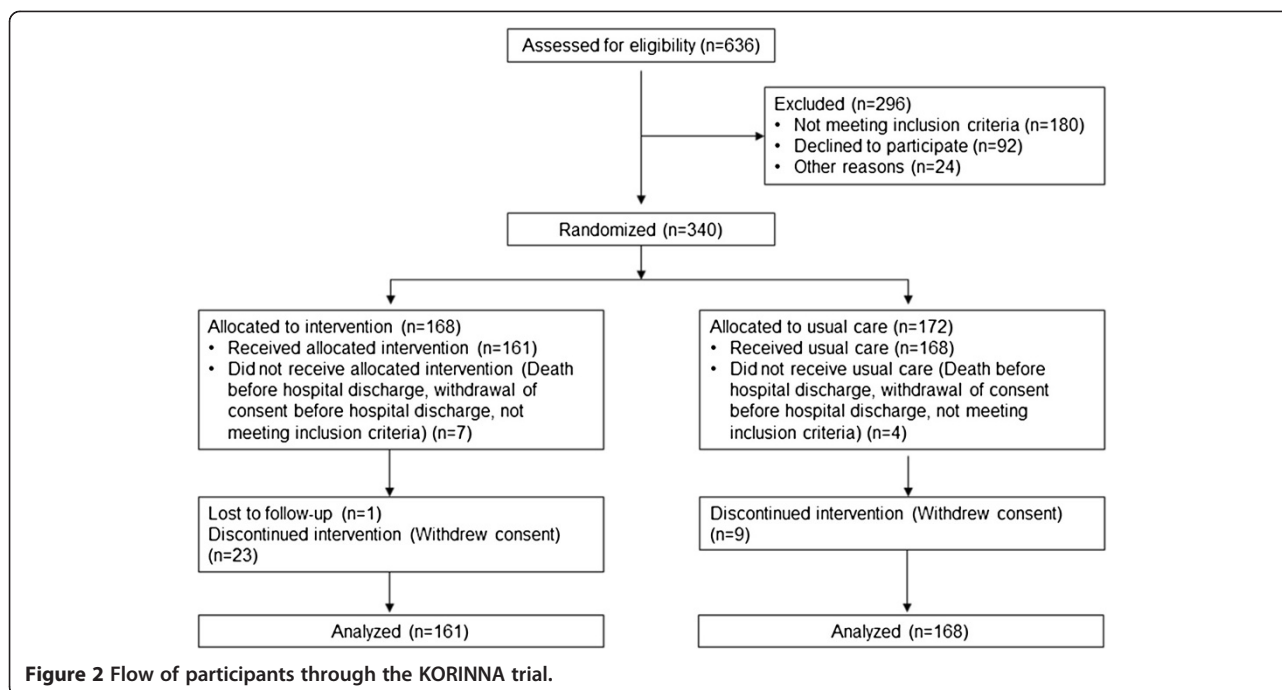 Assessed for eligibility (n=636)
Excluded (n=296)
• Not meeting inclusion criteria (n=180)
• Declined to participate (n=92)
• Other reasons (n=24)
Randomized (n=340)
Allocated to intervention (n=168)
• Received allocated intervention (n=161)
• Did not receive allocated intervention (Death
before hospital discharge, withdrawal of
consent before hospital discharge, not
meeting inclusion criteria) (n=7)
Allocated to usual care (n=172)
• Received usual care (n=168)
• Did not receive usual care (Death before
hospital discharge, withdrawal of consent
before hospital discharge, not meeting
inclusion criteria) (n=4)
Lost to follow-up (n=1)
Discontinued intervention (Withdrew consent)
(n=23)
Discontinued intervention (Withdrew consent)
(n=9)
Analyzed (n=161)
Analyzed (n=168)
Figure 2 Flow of participants through the KORINNA trial.